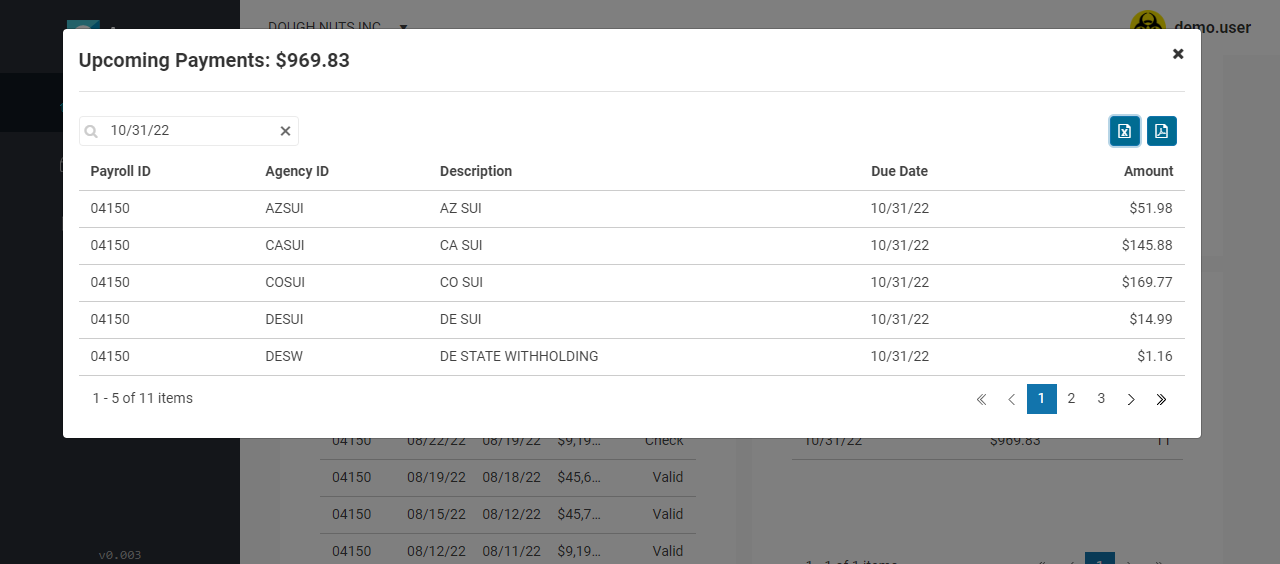 DOUGH NUTS INC
demo.user
Upcoming Payments: $969.83
10/31/22
Payroll ID Agency ID Description Due Date Amount
04150 AZSUI AZ SUI 10/31/22 $51.98
04150 CASUI CA SUI 10/31/22 $145.88
04150 COSUI CO SUI 10/31/22 $169.77
04150 DESUI DE SUI 10/31/22 $14.99
04150 DESW DE STATE WITHHOLDING 10/31/22 $1.16
1 - 5 of 11 items 1 2 3
04150 08/22/22 08/19/22 $9,19... Check 10/31/22 $969.83 11
04150 08/19/22 08/18/22 $45,6... Valid
04150 08/15/22 08/12/22 $45,7... Valid
04150 08/12/22 08/11/22 $9,19... Valid
v0.003
1 - 1 of 1 items 1